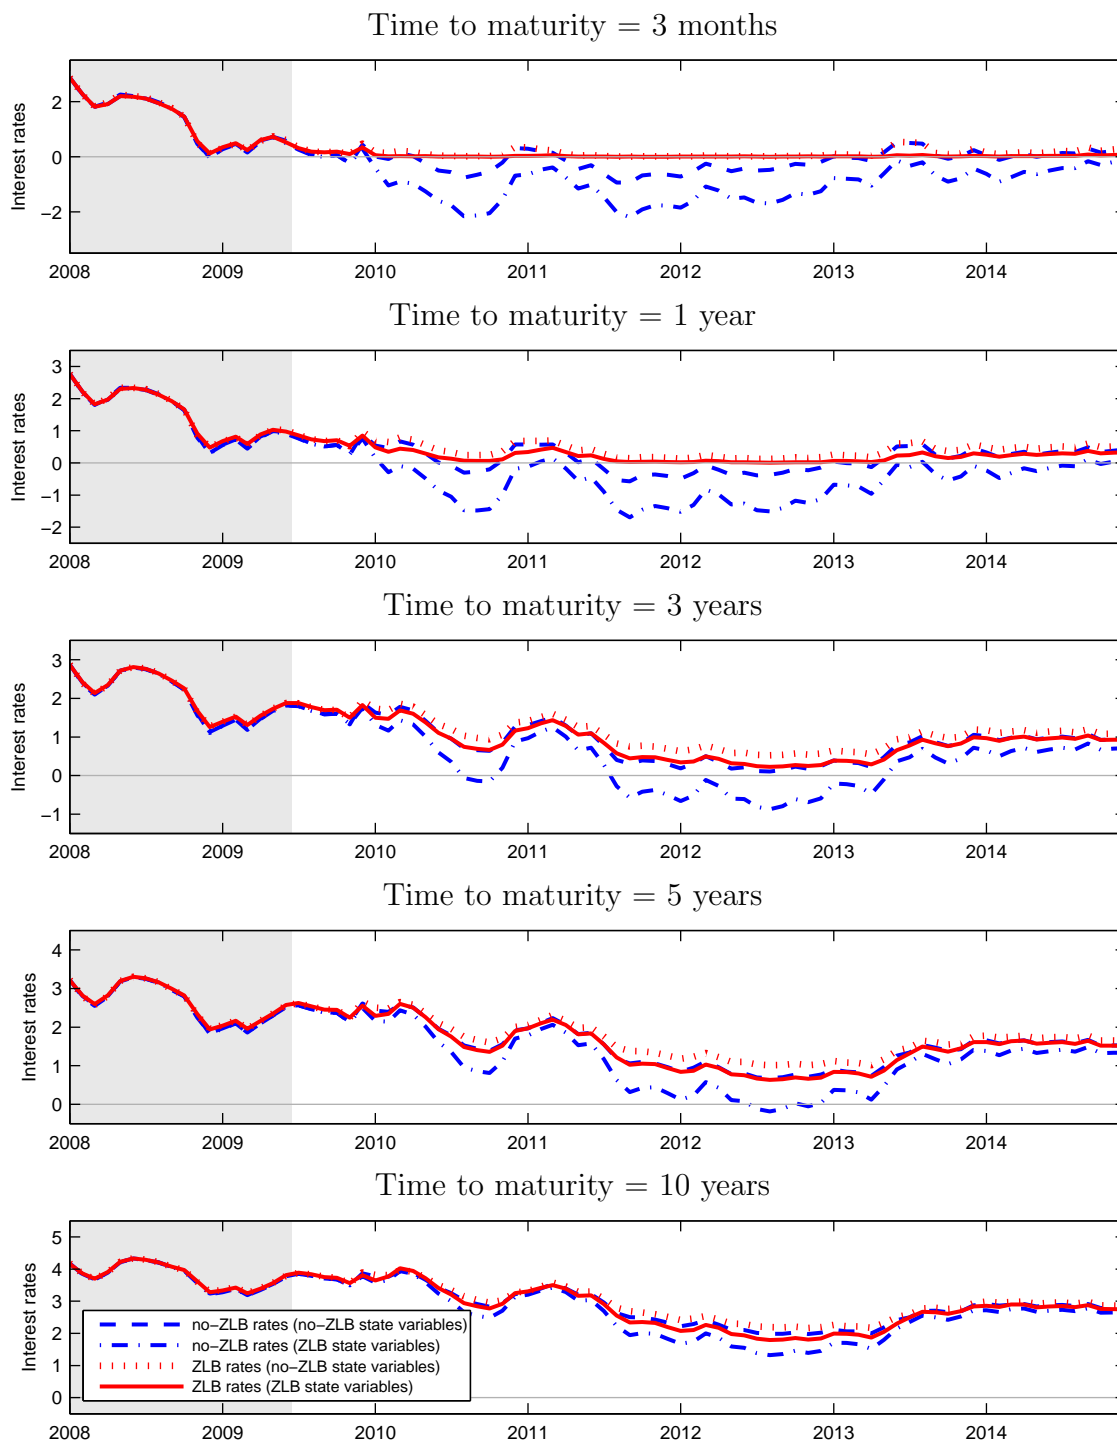 Time to maturity = 3 months
Interest rates
2
0
−2
2008 2009 2010 2011 2012 2013 2014
Time to maturity = 1 year
Interest rates
3
2
1
0
−1
−2
2008 2009 2010 2011 2012 2013 2014
Time to maturity = 3 years
Interest rates
3
2
1
0
−1
2008 2009 2010 2011 2012 2013 2014
Time to maturity = 5 years
Interest rates
4
3
2
1
0
2008 2009 2010 2011 2012 2013 2014
Time to maturity = 10 years
Interest rates
5
4
3
2
1
0
no−ZLB rates (no−ZLB state variables)
no−ZLB rates (ZLB state variables)
ZLB rates (no−ZLB state variables)
ZLB rates (ZLB state variables)
2008 2009 2010 2011 2012 2013 2014